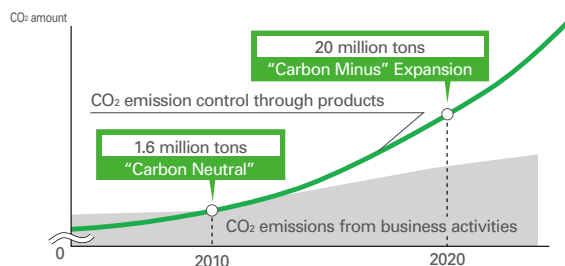 CO₂ amount
20 million tons
“Carbon Minus” Expansion
CO₂ emission control through products
1.6 million tons
“Carbon Neutral”
CO₂ emissions from business activities
0
2010
2020